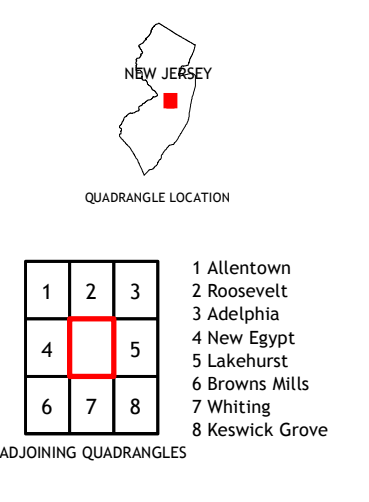 NEW JERSEY
QUADRANGLE LOCATION
1 2 3
4 5
6 7 8
1 Allentown
2 Roosevelt
3 Adelphia
4 New Egypt
5 Lakehurst
6 Browns Mills
7 Whiting
8 Keswick Grove
ADJOINING QUADRANGLES